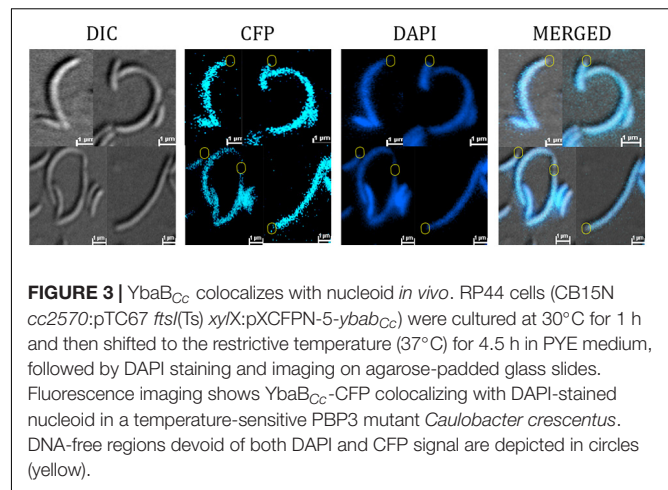 DIC CFP DAPI MERGED
1 µm 1 µm 1 µm 1 µm 1 µm 1 µm 1 µm 1 µm
1 µm 1 µm 1 µm 1 µm 1 µm 1 µm 1 µm 1 µm
FIGURE 3 | YbaBCc colocalizes with nucleoid in vivo. RP44 cells (CB15N
cc2570:pTC67 ftsI(Ts) xylX:pXCFPN-5-ybabCc) were cultured at 30°C for 1 h
and then shifted to the restrictive temperature (37°C) for 4.5 h in PYE medium,
followed by DAPI staining and imaging on agarose-padded glass slides.
Fluorescence imaging shows YbaBCc-CFP colocalizing with DAPI-stained
nucleoid in a temperature-sensitive PBP3 mutant Caulobacter crescentus.
DNA-free regions devoid of both DAPI and CFP signal are depicted in circles
(yellow).